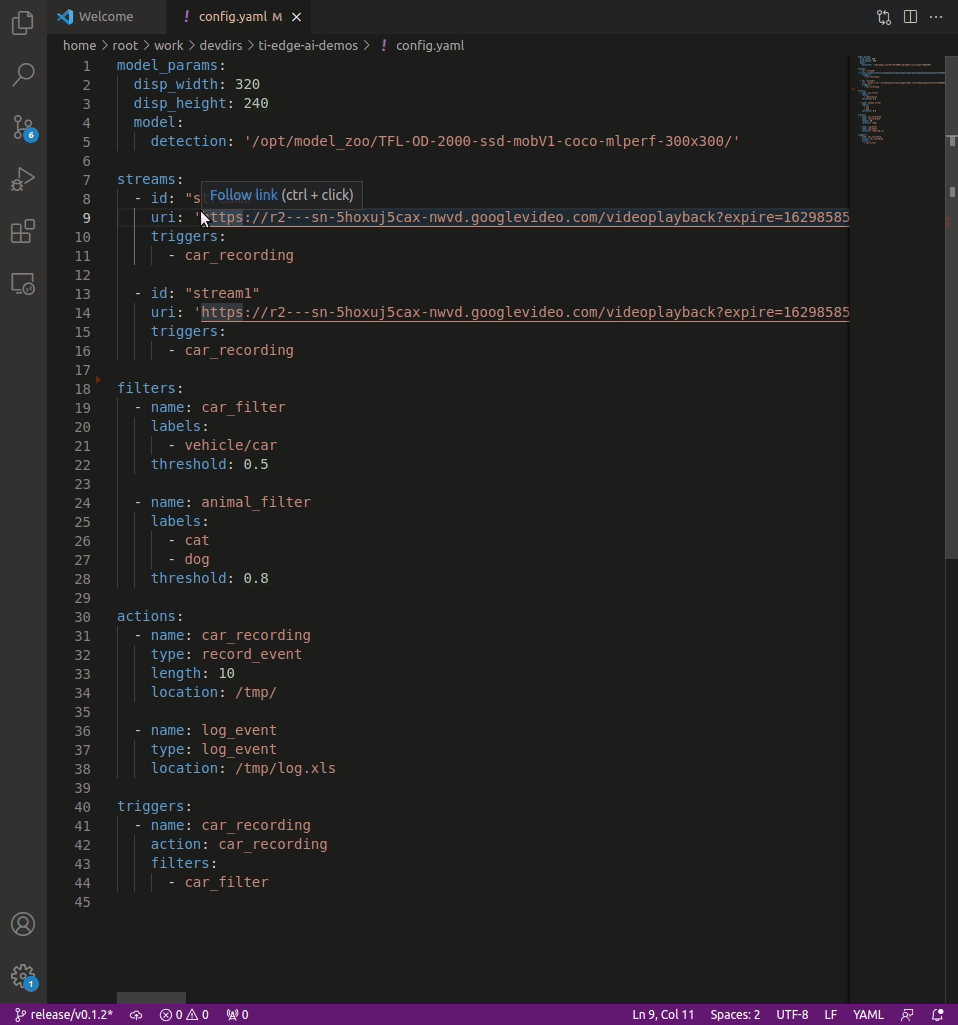 Welcome
! config.yaml M
home > root > work > devdirs > ti-edge-ai-demos > ! config.yaml
1 model_params:
2 disp_width: 320
3 disp_height: 240
4 model:
5 detection: '/opt/model_zoo/TFL-OD-2000-ssd-mobV1-coco-mlperf-300x300/'
6
7 streams:
Follow link (ctrl + click)
8 - id: "s
9 uri: 'https://r2---sn-5hoxuj5cax-nwvd.googlevideo.com/videoplayback?expire=16298585
10 triggers:
11 - car_recording
12
13 - id: "stream1"
14 uri: 'https://r2---sn-5hoxuj5cax-nwvd.googlevideo.com/videoplayback?expire=16298585
15 triggers:
16 - car_recording
17
18 filters:
19 - name: car_filter
20 labels:
21 - vehicle/car
22 threshold: 0.5
23
24 - name: animal_filter
25 labels:
26 - cat
27 - dog
28 threshold: 0.8
29
30 actions:
31 - name: car_recording
32 type: record_event
33 length: 10
34 location: /tmp/
35
36 - name: log_event
37 type: log_event
38 location: /tmp/log.xls
39
40 triggers:
41 - name: car_recording
42 action: car_recording
43 filters:
44 - car_filter
45
6
1
release/v0.1.2* 0 0 0 Ln 9, Col 11 Spaces: 2 UTF-8 LF YAML